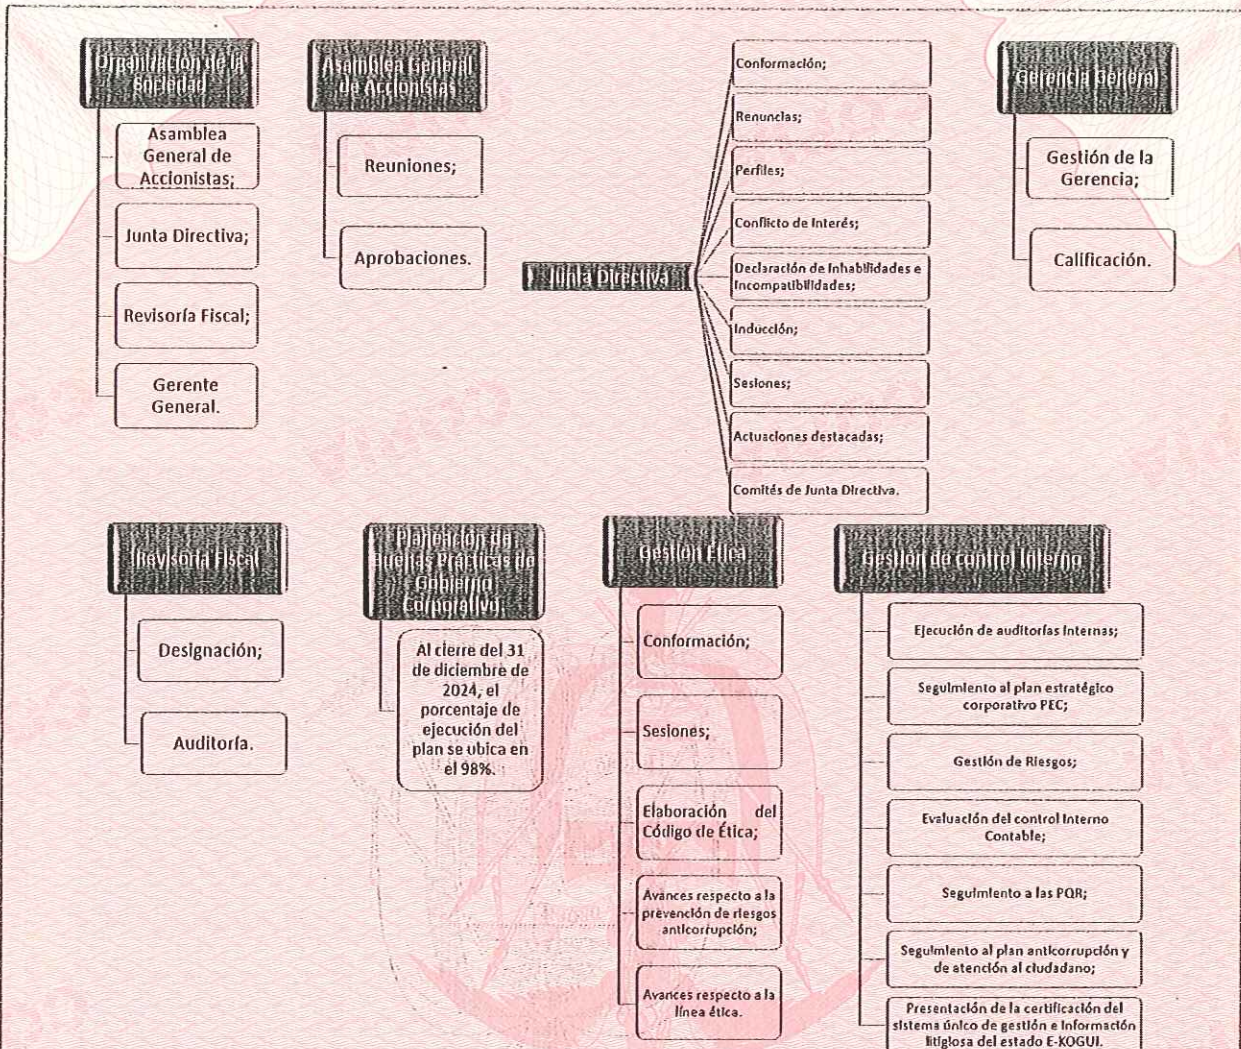 Organización de la
Sociedad
Asamblea
General de
Accionistas;
Junta Directiva;
Revisoría Fiscal;
Gerente
General.
Asamblea General
de Accionistas
Reuniones;
Aprobaciones.
Junta Directiva
Conformación;
Renuncias;
Perfiles;
Conflicto de Interés;
Declaración de Inhabilidades e
Incompatibilidades;
Inducción;
Sesiones;
Actuaciones destacadas;
Comités de Junta Directiva.
Gerencia General
Gestión de la
Gerencia;
Calificación.
Revisoría Fiscal
Designación;
Auditoría.
Planeación de
Buenas Prácticas de
Gobierno
Corporativo.
Al cierre del 31
de diciembre de
2024, el
porcentaje de
ejecución del
plan se ubica en
el 98%.
Gestión Ética
Conformación;
Sesiones;
Elaboración del
Código de Ética;
Avances respecto a la
prevención de riesgos
anticorrupción;
Avances respecto a la
línea ética.
Gestión de control Interno
Ejecución de auditorías Internas;
Seguimiento al plan estratégico
corporativo PEC;
Gestión de Riesgos;
Evaluación del control Interno
Contable;
Seguimiento a las PQR;
Seguimiento al plan anticorrupción y
de atención al ciudadano;
Presentación de la certificación del
sistema único de gestión e Información
litigiosa del estado E-KOGUI.